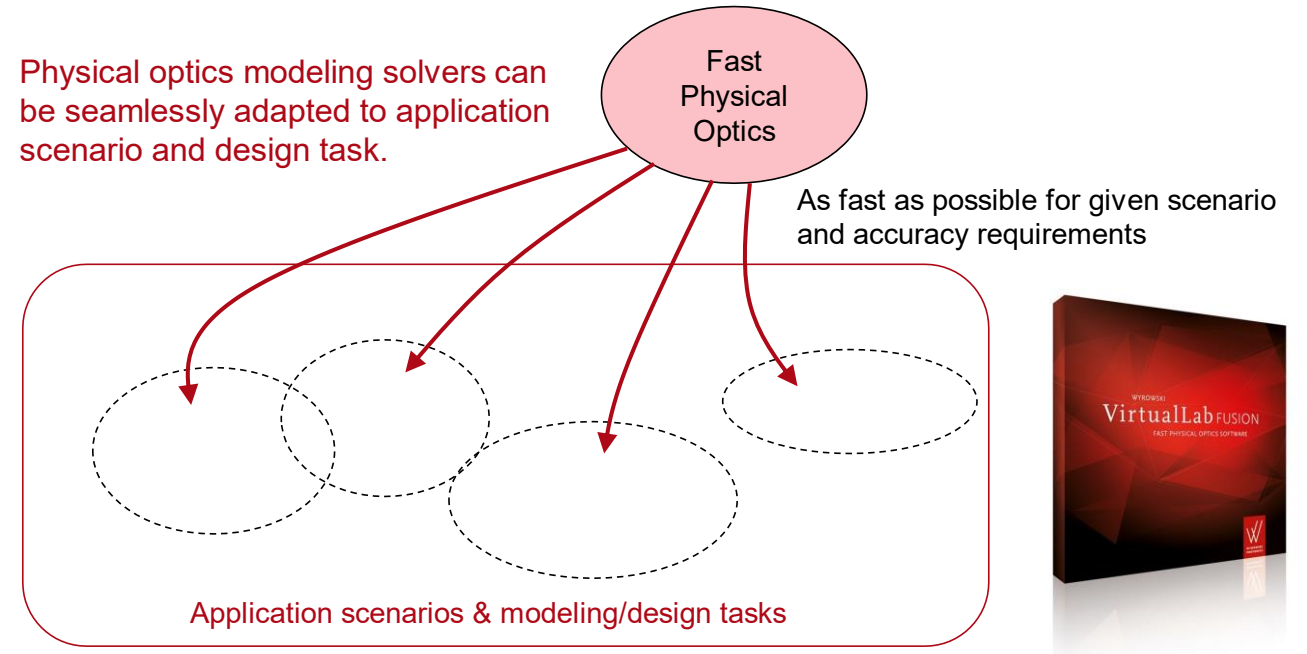 Physical optics modeling solvers can
be seamlessly adapted to application
scenario and design task.
Fast
Physical
Optics
As fast as possible for given scenario
and accuracy requirements
WYROWSKI
VirtualLab FUSION
FAST PHYSICAL OPTICS SOFTWARE
Application scenarios & modeling/design tasks